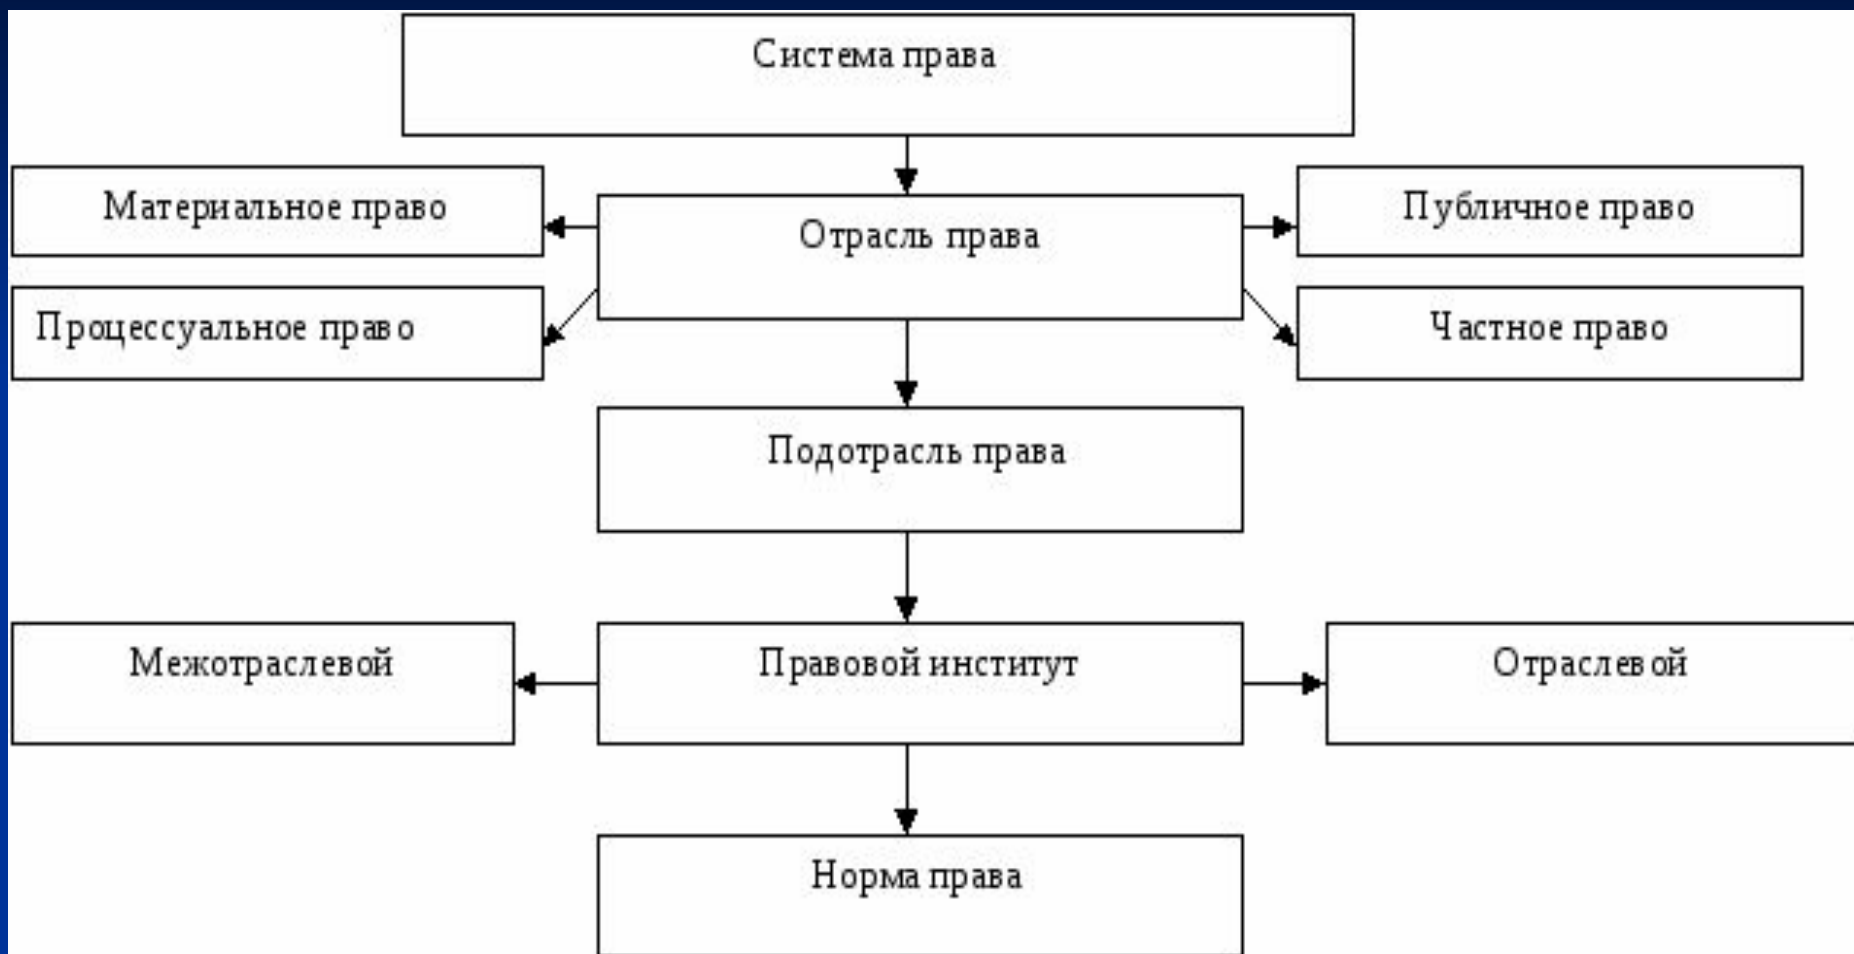 Система права
Материальное право
Отрасль права
Публичное право
Процессуальное право
Частное право
Подотрасль права
Межотраслевой
Правовой институт
Отраслевой
Норма права